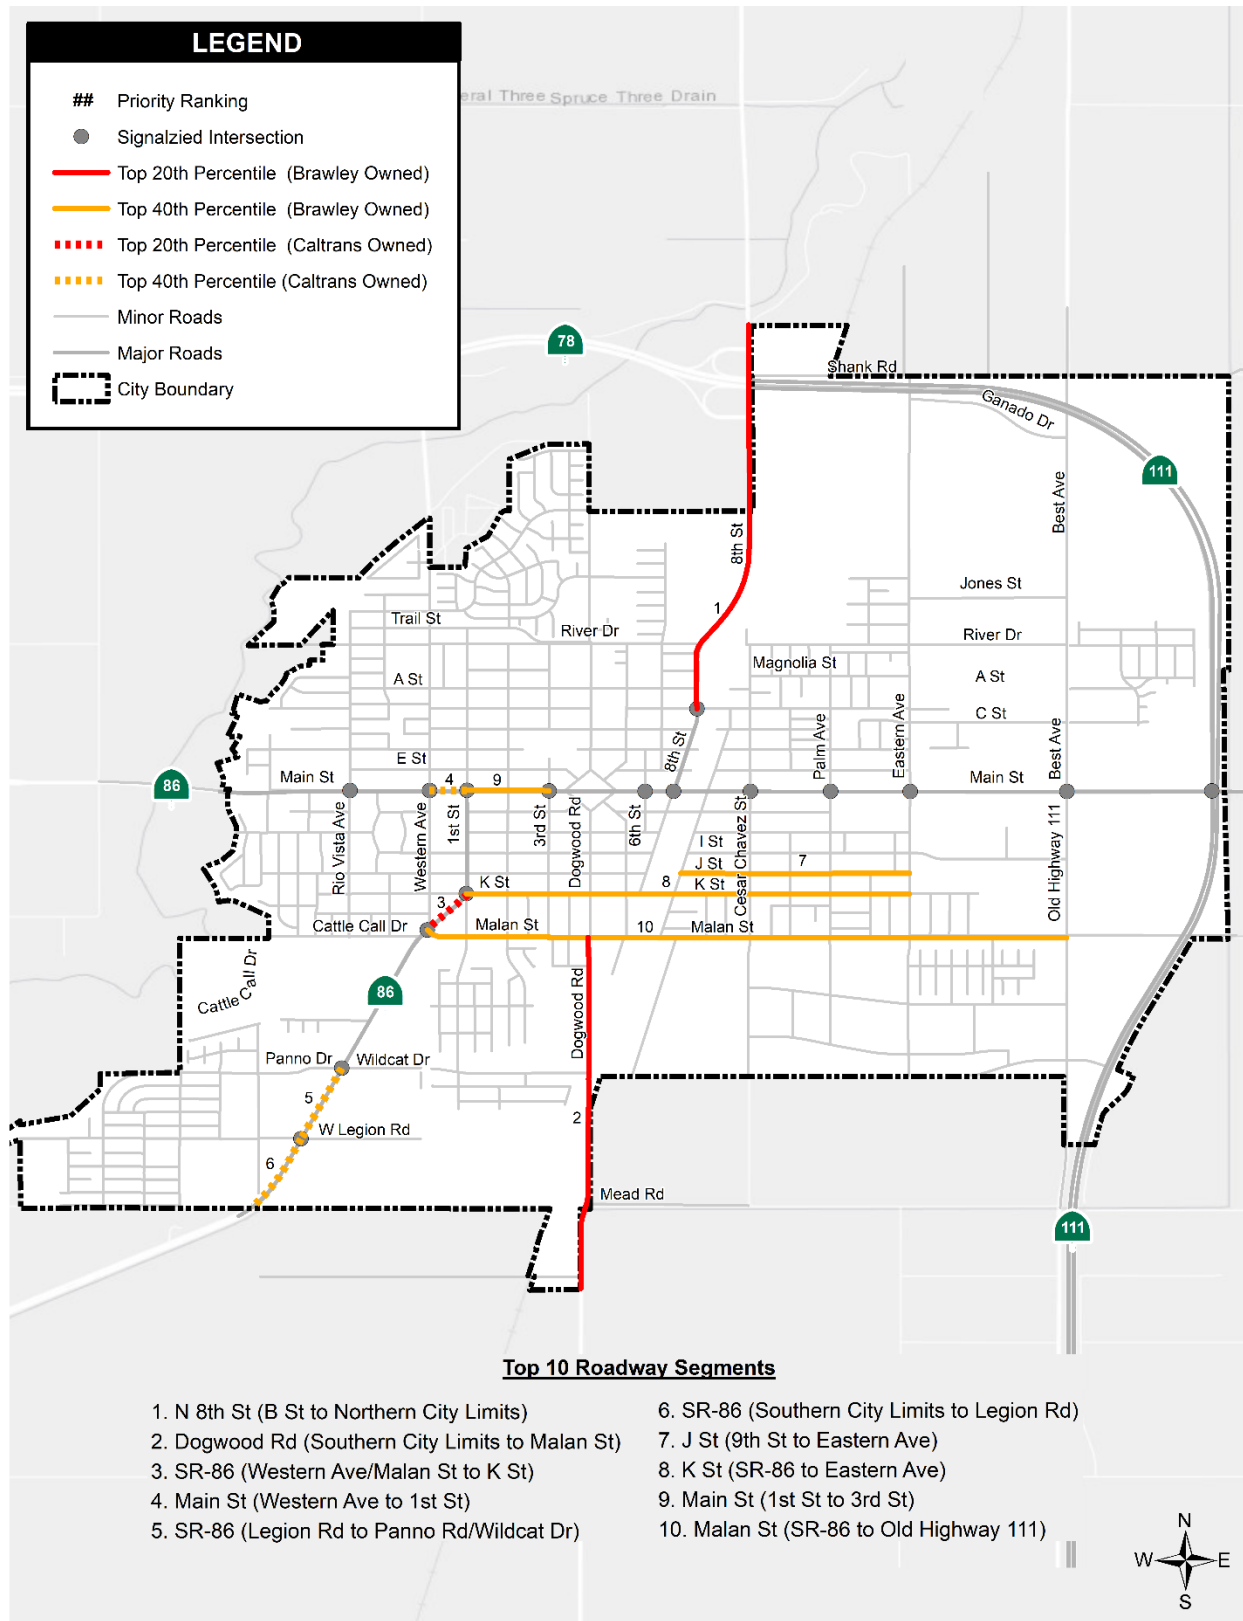 LEGEND
## Priority Ranking
Signalzied Intersection
Top 20th Percentile (Brawley Owned)
Top 40th Percentile (Brawley Owned)
Top 20th Percentile (Caltrans Owned)
Top 40th Percentile (Caltrans Owned)
Minor Roads
Major Roads
City Boundary
eral Three Spruce Three Drain
78
Shank Rd
Ganado Dr
111
Best Ave
8th St
1
Jones St
Trail St
River Dr
River Dr
Magnolia St
A St
A St
C St
8th St
Palm Ave
Eastern Ave
Best Ave
E St
Main St
4
9
Main St
86
Rio Vista Ave
Western Ave
1st St
3rd St
Dogwood Rd
6th St
Cesar Chavez St
Old Highway 111
I St
J St
7
K St
8
K St
3
Cattle Call Dr
Malan St
10
Malan St
Cattle Call Dr
86
Dogwood Rd
Panno Dr
Wildcat Dr
5
2
W Legion Rd
6
Mead Rd
111
Top 10 Roadway Segments
1. N 8th St (B St to Northern City Limits)
2. Dogwood Rd (Southern City Limits to Malan St)
3. SR-86 (Western Ave/Malan St to K St)
4. Main St (Western Ave to 1st St)
5. SR-86 (Legion Rd to Panno Rd/Wildcat Dr)
6. SR-86 (Southern City Limits to Legion Rd)
7. J St (9th St to Eastern Ave)
8. K St (SR-86 to Eastern Ave)
9. Main St (1st St to 3rd St)
10. Malan St (SR-86 to Old Highway 111)
N
W E
S